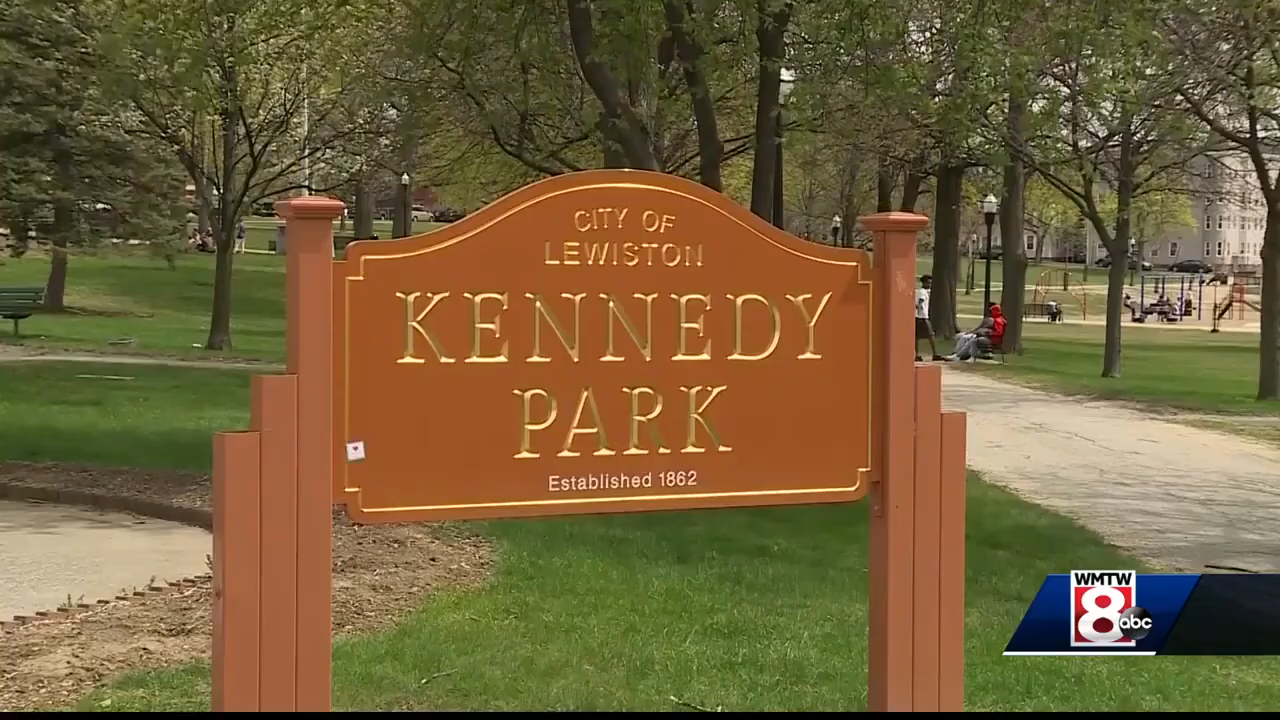 CITY OF
LEWISTON
KENNEDY
PARK
Established 1862
WMTW
8
abc